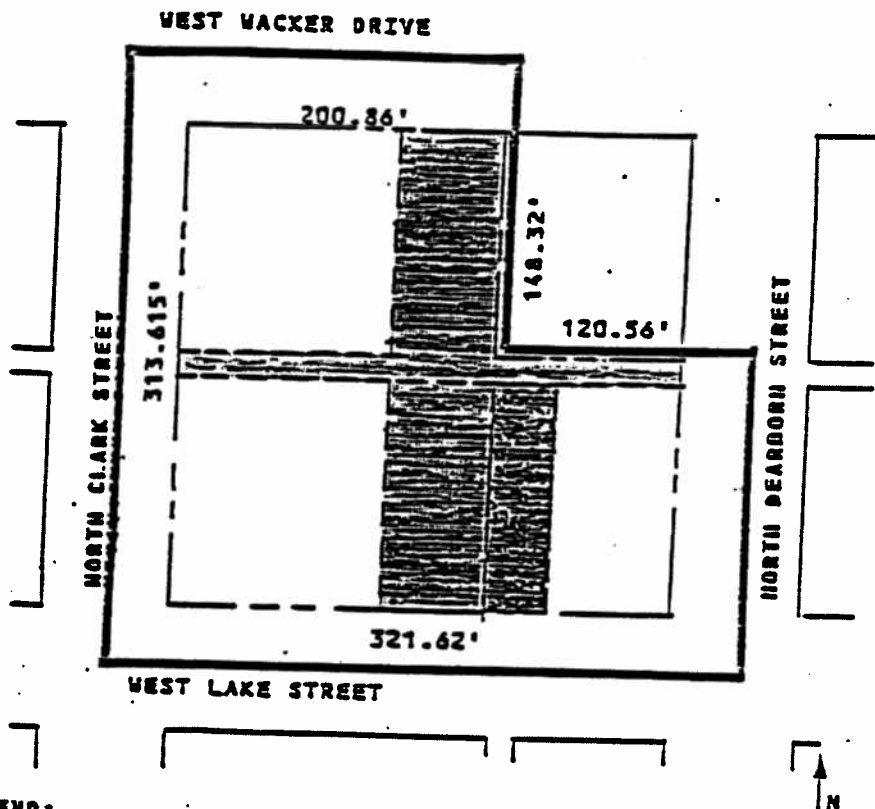 WEST WACKER DRIVE
200.86'
148.32'
120.56'
313.615'
NORTH CLARK STREET
NORTH DEARBORN STREET
321.62'
WEST LAKE STREET
N